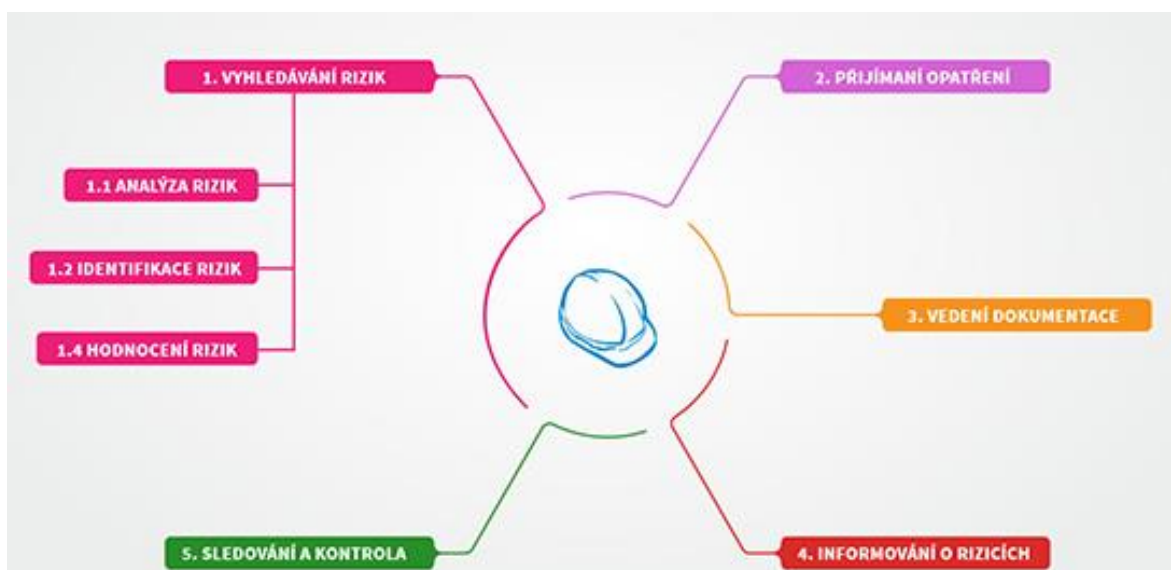 1. VYHLEDÁVÁNÍ RIZIK
1.1 ANALÝZA RIZIK
1.2 IDENTIFIKACE RIZIK
1.4 HODNOCENÍ RIZIK
2. PŘIJÍMANÍ OPATŘENÍ
3. VEDENÍ DOKUMENTACE
4. INFORMOVÁNÍ O RIZICÍCH
5. SLEDOVÁNÍ A KONTROLA